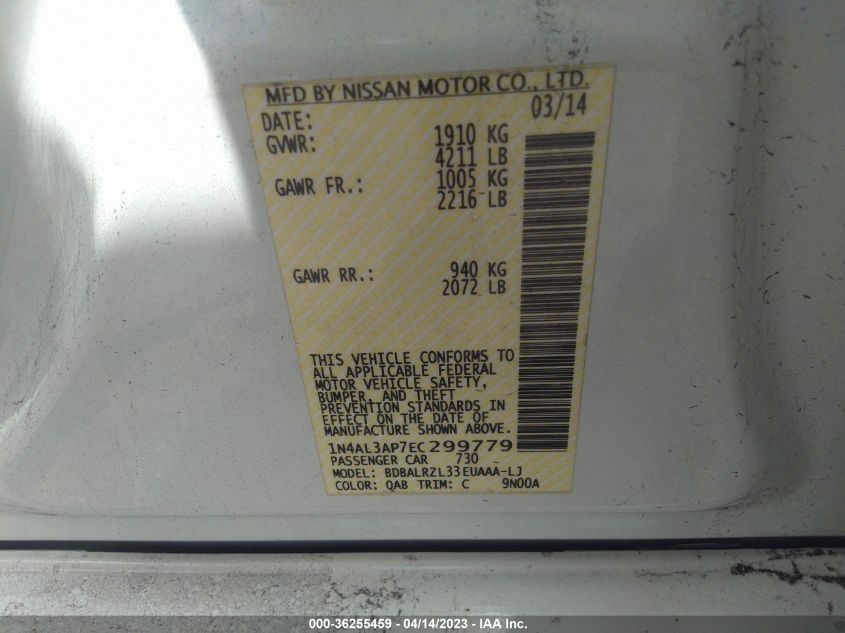 MFD BY NISSAN MOTOR CO., LTD.
DATE: 03/14
GVWR: 1910 KG
4211 LB
GAWR FR.: 1005 KG
2216 LB
GAWR RR.: 940 KG
2072 LB
THIS VEHICLE CONFORMS TO
ALL APPLICABLE FEDERAL
MOTOR VEHICLE SAFETY,
BUMPER, AND THEFT
PREVENTION STANDARDS IN
EFFECT ON THE DATE OF
MANUFACTURE SHOWN ABOVE.
1N4AL3AP7EC299779
PASSENGER CAR 730
MODEL: BDBALRZL33EUAAA-LJ
COLOR: QAB TRIM: C 9N00A
000-36255459 - 04/14/2023 - IAA Inc.